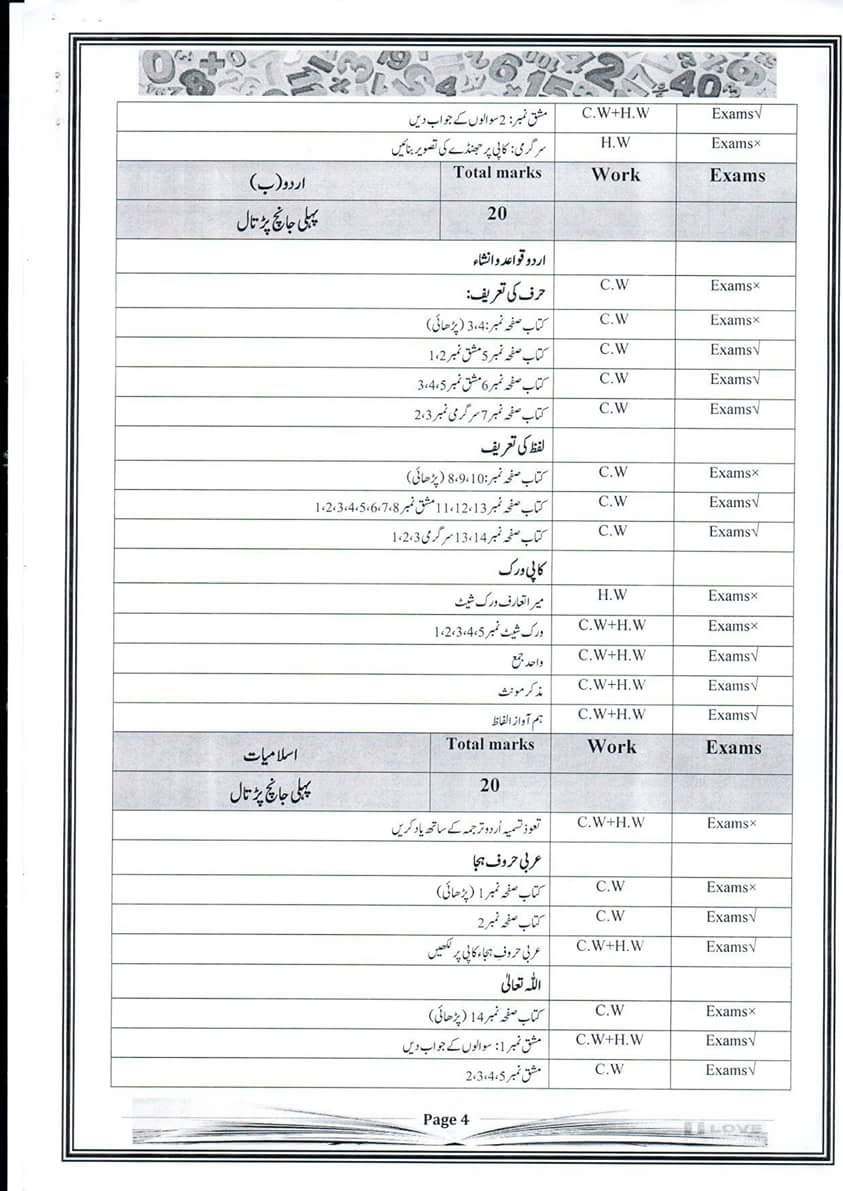 مشق نمبر: 2 سوالوں کے جواب دیں C.W+H.W Exams√
سرگرمی: کاپی پر جھنڈے کی تصویر بنائیں H.W Exams×
اردو (ب) Total marks Work Exams
پہلی جانچ پڑتال 20
اردو قواعد و انشاء
حرف کی تعریف: C.W Exams×
کتاب صفحہ نمبر: 3،4 (پڑھائی) C.W Exams×
کتاب صفحہ نمبر 5 مشق نمبر 1،2 C.W Exams√
کتاب صفحہ نمبر 6 مشق نمبر 3،4،5 C.W Exams√
کتاب صفحہ نمبر 7 سرگرمی نمبر 2،3 C.W Exams√
لفظ کی تعریف
کتاب صفحہ نمبر: 8،9،10 (پڑھائی) C.W Exams×
کتاب صفحہ نمبر 11،12،13 مشق نمبر 1،2،3،4،5،6،7،8 C.W Exams√
کتاب صفحہ نمبر 13،14 سرگرمی 1،2،3 C.W Exams√
کاپی ورک
میرا تعارف ورک شیٹ H.W Exams×
ورک شیٹ نمبر 1،2،3،4،5 C.W+H.W Exams×
واحد جمع C.W+H.W Exams√
مذکر مونث C.W+H.W Exams√
ہم آواز الفاظ C.W+H.W Exams√
اسلامیات Total marks Work Exams
پہلی جانچ پڑتال 20
تعوذ تسمیہ اُردو ترجمہ کے ساتھ یاد کریں C.W+H.W Exams×
عربی حروف ہجا
کتاب صفحہ نمبر 1 (پڑھائی) C.W Exams×
کتاب صفحہ نمبر 2 C.W Exams√
عربی حروف ہجاء کاپی پر لکھیں C.W+H.W Exams√
اللہ تعالیٰ
کتاب صفحہ نمبر 14 (پڑھائی) C.W Exams×
مشق نمبر 1: سوالوں کے جواب دیں C.W+H.W Exams√
مشق نمبر 2،3،4،5 C.W Exams√
Page 4
I LOVE